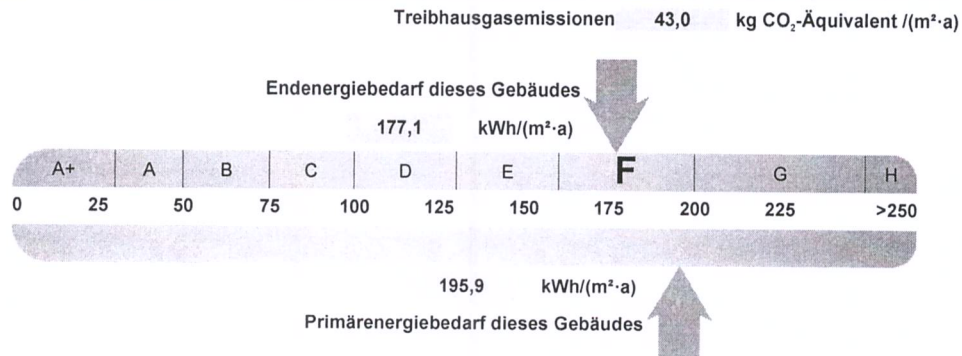 Treibhausgasemissionen 43,0 kg CO₂-Äquivalent /(m²·a)
Endenergiebedarf dieses Gebäudes
177,1 kWh/(m²·a)
A+ A B C D E F G H
0 25 50 75 100 125 150 175 200 225 >250
195,9 kWh/(m²·a)
Primärenergiebedarf dieses Gebäudes